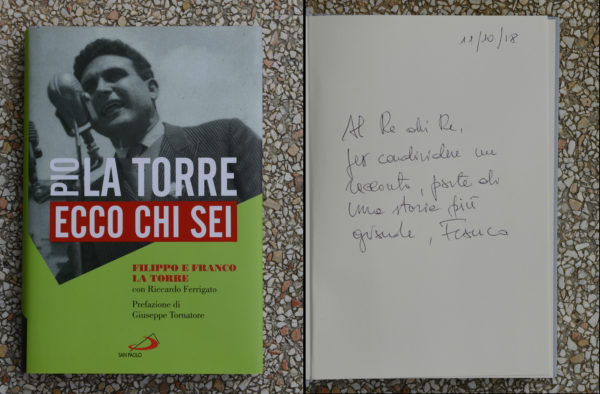 PIO LA TORRE
ECCO CHI SEI
FILIPPO E FRANCO
LA TORRE
con Riccardo Ferrigato
Prefazione di
Giuseppe Tornatore
SAN PAOLO
11/10/18
Al Re dei Re,
per condividere un
racconto, parte di
una storia più
grande, Franco